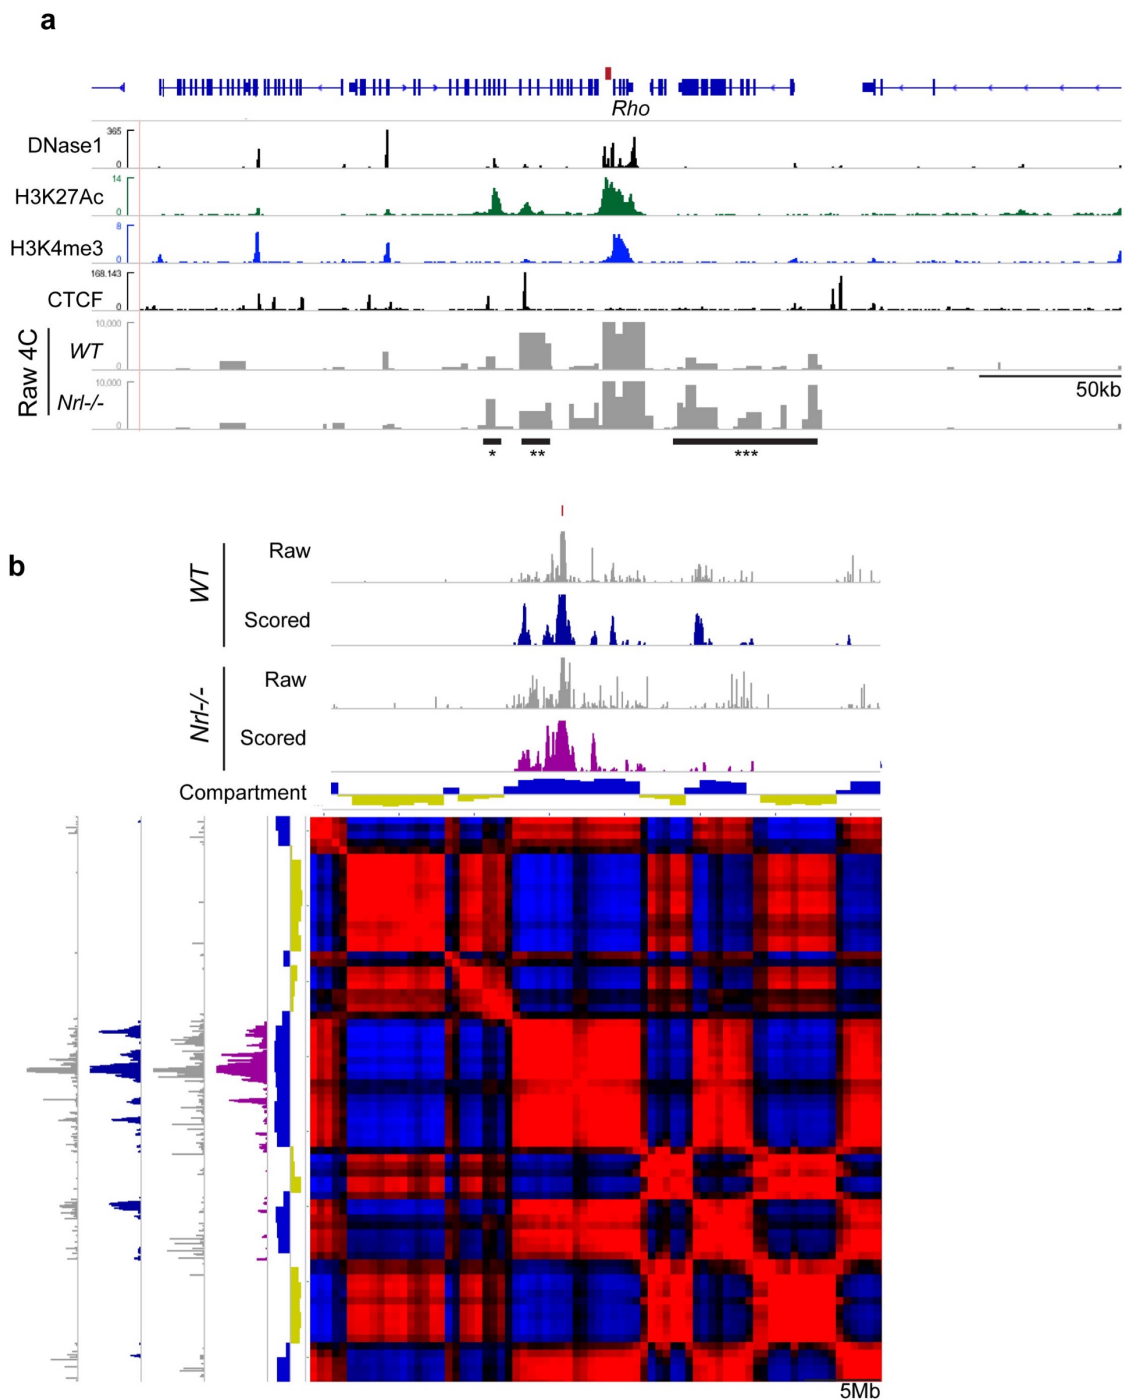 a
Rho
DNase1
365
0
H3K27Ac
14
0
H3K4me3
8
0
CTCF
168.143
0
Raw 4C
WT
10,000
0
50kb
Nrl-/-
10,000
0
*
**
***
b
WT
Raw
Scored
Nrl-/-
Raw
Scored
Compartment
5Mb